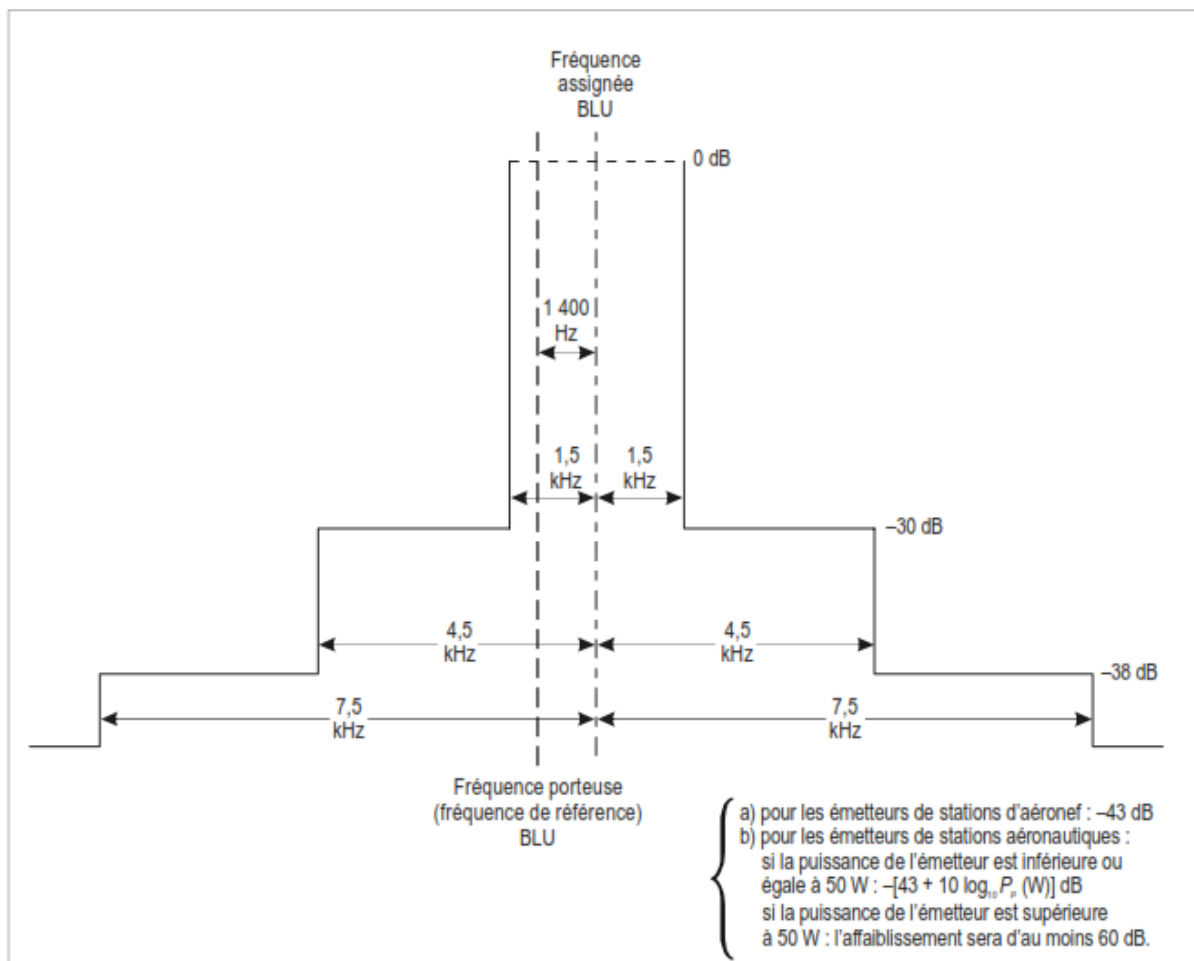 Fréquence
assignée
BLU
0 dB
1 400
Hz
1,5
kHz
1,5
kHz
–30 dB
4,5
kHz
4,5
kHz
–38 dB
7,5
kHz
7,5
kHz
Fréquence porteuse
(fréquence de référence)
BLU
a) pour les émetteurs de stations d'aéronef : –43 dB
b) pour les émetteurs de stations aéronautiques :
si la puissance de l'émetteur est inférieure ou
égale à 50 W : –[43 + 10 log₁₀ Pₚ (W)] dB
si la puissance de l'émetteur est supérieure
à 50 W : l'affaiblissement sera d'au moins 60 dB.